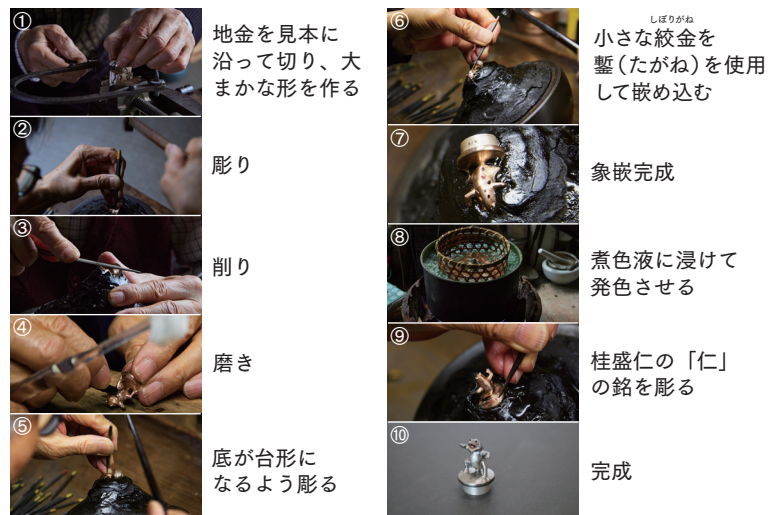 ①
地金を見本に
沿って切り、大
まかな形を作る
②
彫り
③
削り
④
磨き
⑤
底が台形に
なるよう彫る
⑥
しぼりがね
小さな絞金を
鏨(たがね)を使用
して嵌め込む
⑦
象嵌完成
⑧
煮色液に浸けて
発色させる
⑨
桂盛仁の「仁」
の銘を彫る
⑩
完成